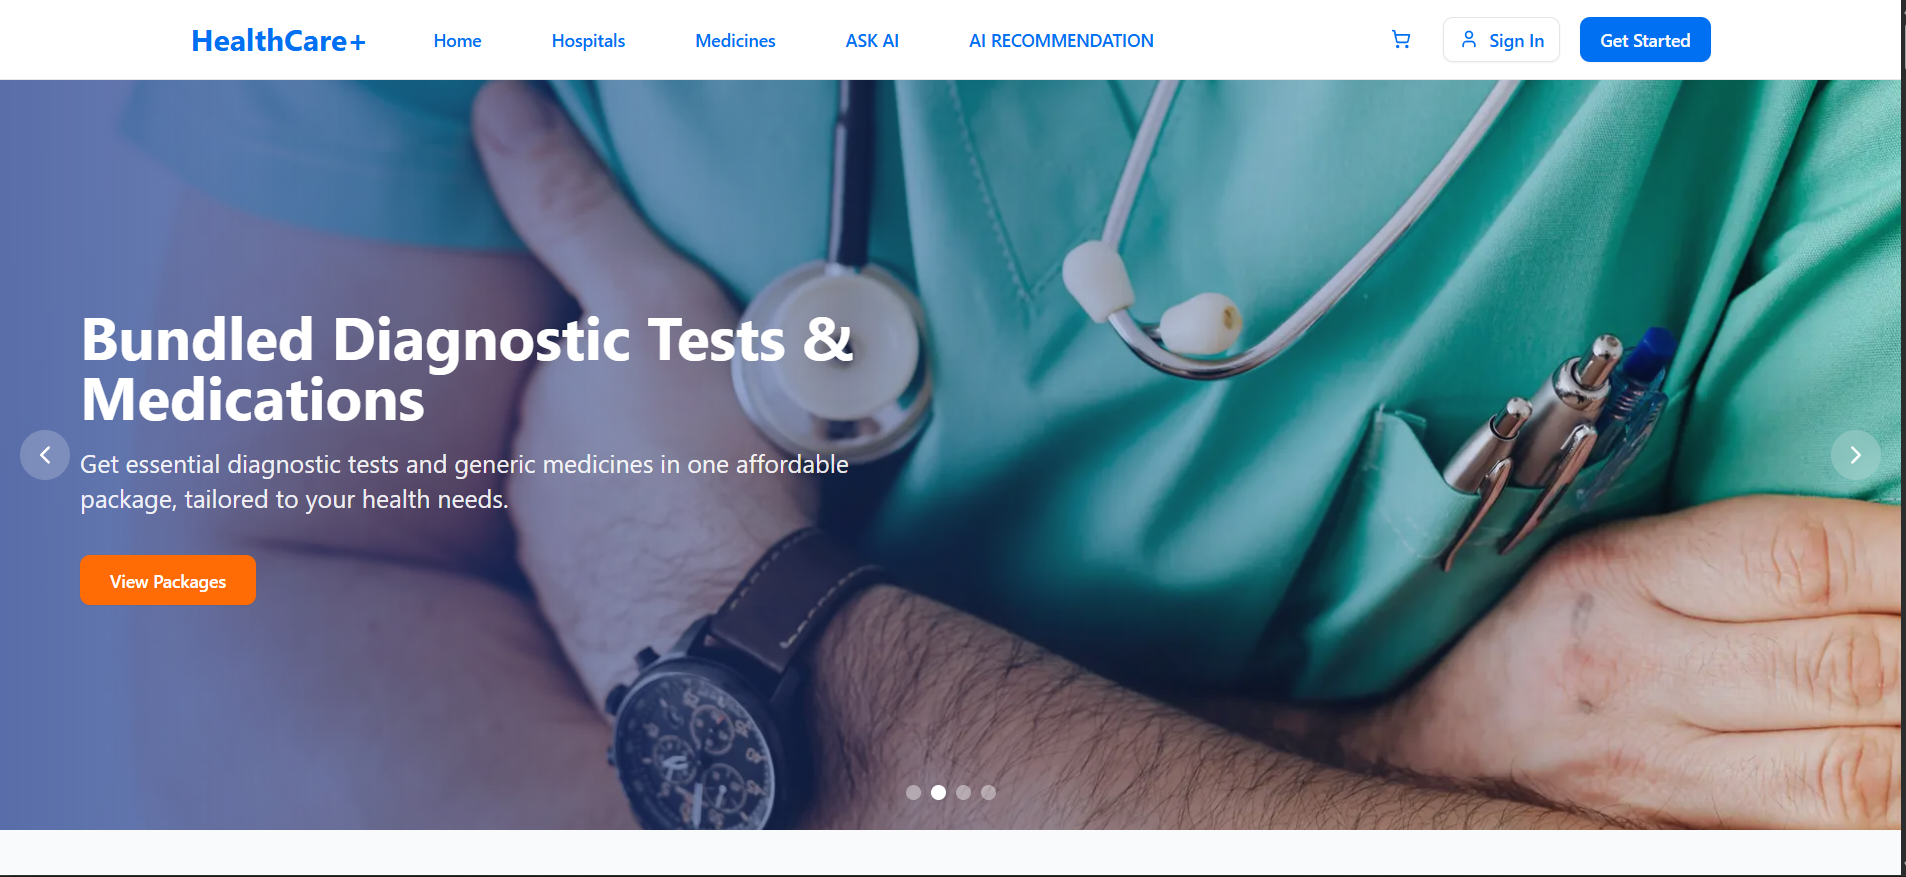 HealthCare+
Home
Hospitals
Medicines
ASK AI
AI RECOMMENDATION
Sign In
Get Started
Bundled Diagnostic Tests &
Medications
Get essential diagnostic tests and generic medicines in one affordable
package, tailored to your health needs.
View Packages